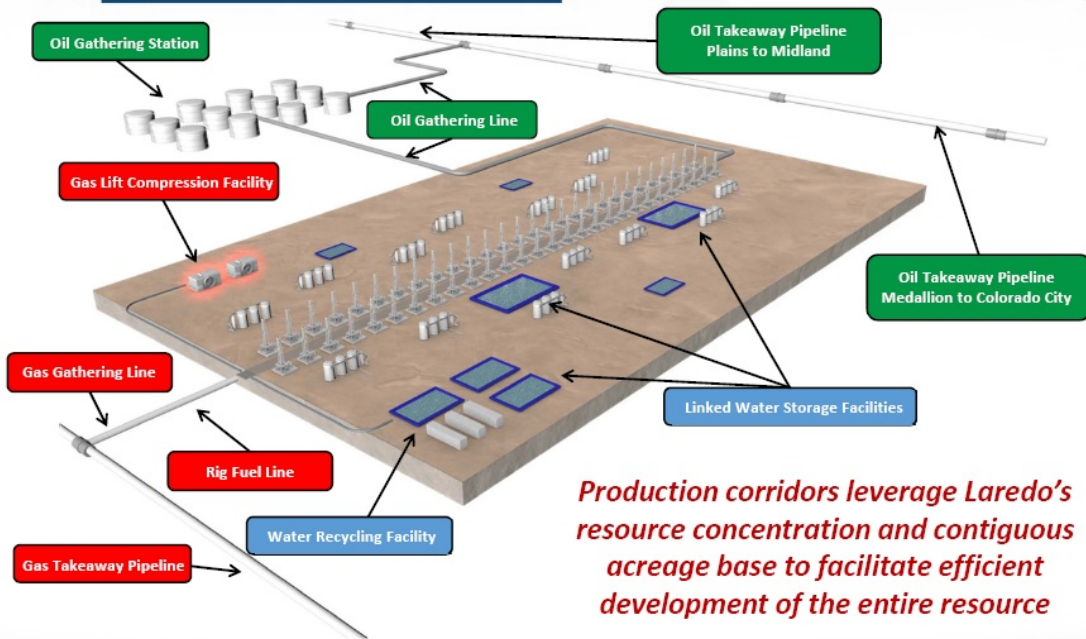 Oil Gathering Station
Oil Takeaway Pipeline
Plains to Midland
Oil Gathering Line
Gas Lift Compression Facility
Oil Takeaway Pipeline
Medallion to Colorado City
Gas Gathering Line
Linked Water Storage Facilities
Rig Fuel Line
Water Recycling Facility
Gas Takeaway Pipeline
Production corridors leverage Laredo's
resource concentration and contiguous
acreage base to facilitate efficient
development of the entire resource